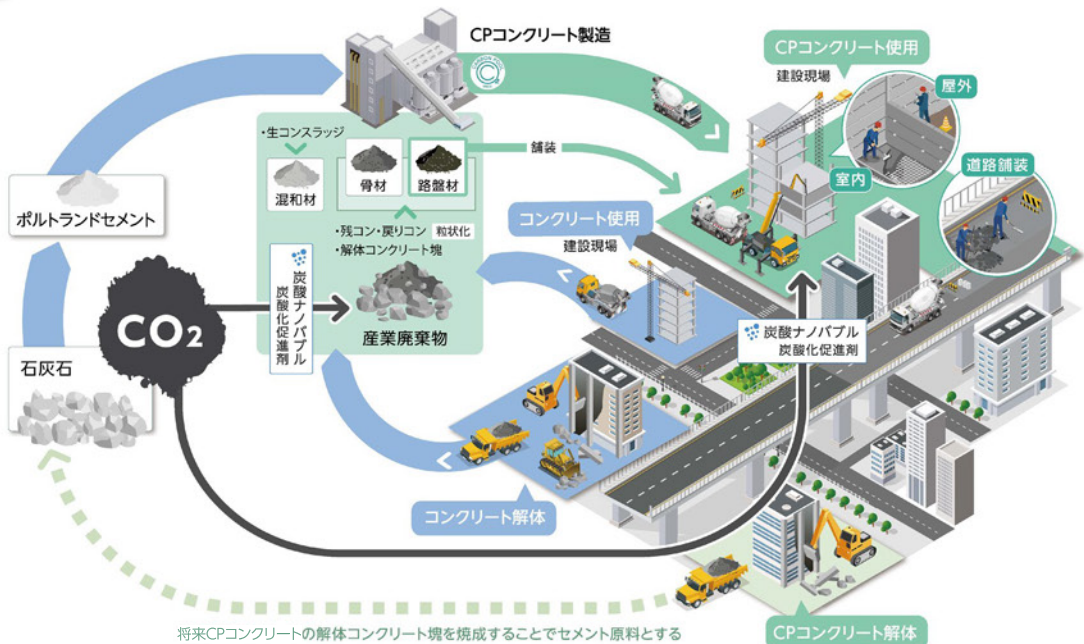 CPコンクリート製造
CPコンクリート使用
建設現場
屋外
室内
道路舗装
・生コンスラッジ
混和材
骨材
路盤材
舗装
・残コン・戻りコン 粒状化
・解体コンクリート塊
産業廃棄物
炭酸ナノバブル
炭酸化促進剤
ポルトランドセメント
CO2
石灰石
コンクリート使用
建設現場
炭酸ナノバブル
炭酸化促進剤
コンクリート解体
CPコンクリート解体
将来CPコンクリートの解体コンクリート塊を焼成することでセメント原料とする